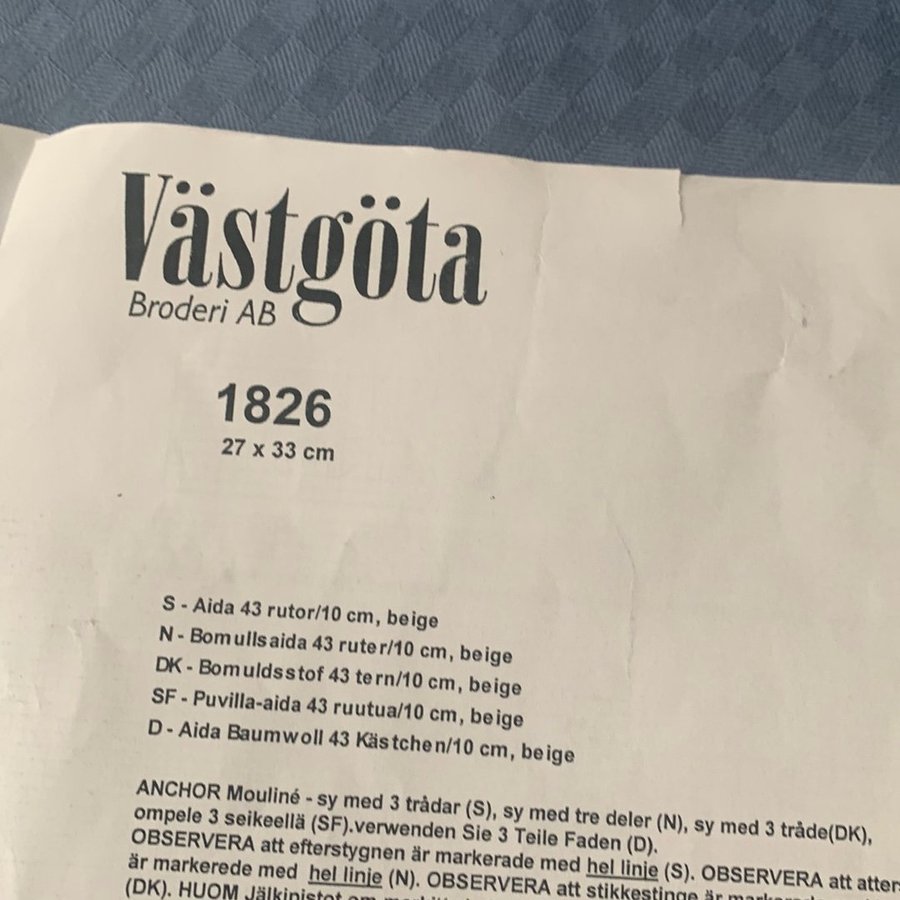 Västgöta
Broderi AB
1826
27 x 33 cm
S - Aida 43 rutor/10 cm, beige
N - Bomullsaida 43 ruter/10 cm, beige
DK - Bomuldsstof 43 tern/10 cm, beige
SF - Puvilla-aida 43 ruutua/10 cm, beige
D - Aida Baumwoll 43 Kästchen/10 cm, beige
ANCHOR Mouliné - sy med 3 trådar (S), sy med tre deler (N), sy med 3 tråde(DK),
ompele 3 seikeellä (SF).verwenden Sie 3 Teile Faden (D).
OBSERVERA att efterstygnen är markerade med hel linje (S). OBSERVERA att atter
är markerede med hel linje (N). OBSERVERA att stikkestinge är
(DK). HUOM